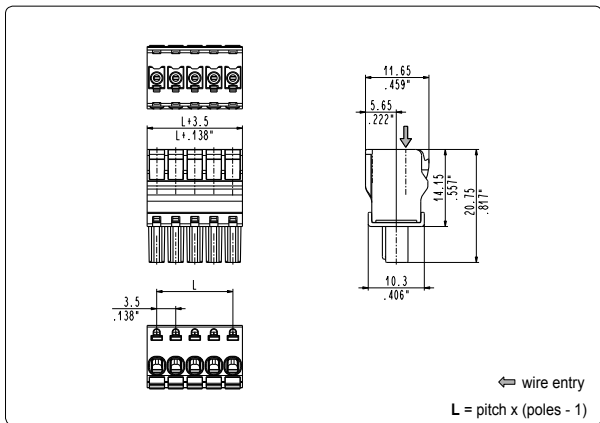 L+3.5
L+.138"
11.65
.459"
5.65
.222"
14.15
.557"
20.75
.817"
10.3
.406"
L
3.5
.138"
wire entry
L = pitch x (poles - 1)